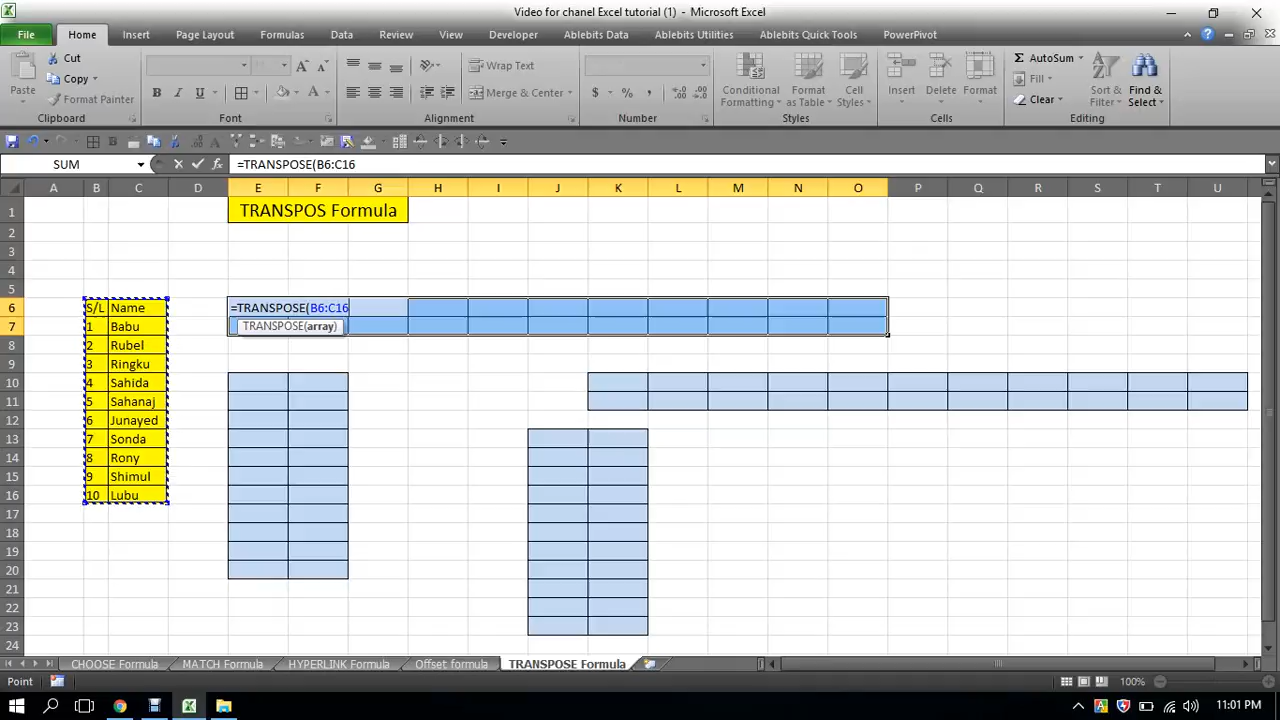 Video for chanel Excel tutorial (1) - Microsoft Excel
File Home Insert Page Layout Formulas Data Review View Developer Ablebits Data Ablebits Utilities Ablebits Quick Tools PowerPivot
Paste
Cut
Copy
Format Painter
Clipboard
B I U
A A
Font
Wrap Text
Merge & Center
Alignment
$ % ,
Number
Conditional Formatting
Format as Table
Cell Styles
Styles
Insert
Delete
Format
Cells
Σ AutoSum
Fill
Clear
Sort & Filter
Find & Select
Editing
SUM fx =TRANSPOSE(B6:C16
A B C D E F G H I J K L M N O P Q R S T U
1 TRANSPOS Formula
2
3
4
5
6 S/L Name =TRANSPOSE(B6:C16
7 1 Babu TRANSPOSE(array)
8 2 Rubel
9 3 Ringku
10 4 Sahida
11 5 Sahanaj
12 6 Junayed
13 7 Sonda
14 8 Rony
15 9 Shimul
16 10 Lubu
17
18
19
20
21
22
23
24
CHOOSE Formula MATCH Formula HYPERLINK Formula Offset formula TRANSPOSE Formula
Point 100%
11:01 PM